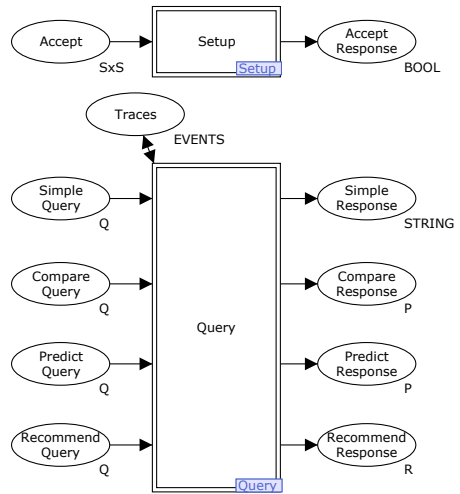 Accept
Setup
Accept
Response
SxS
Setup
BOOL
Traces
EVENTS
Simple
Query
Q
Simple
Response
STRING
Compare
Query
Q
Compare
Response
P
Query
Predict
Query
Q
Predict
Response
P
Recommend
Query
Q
Recommend
Response
R
Query